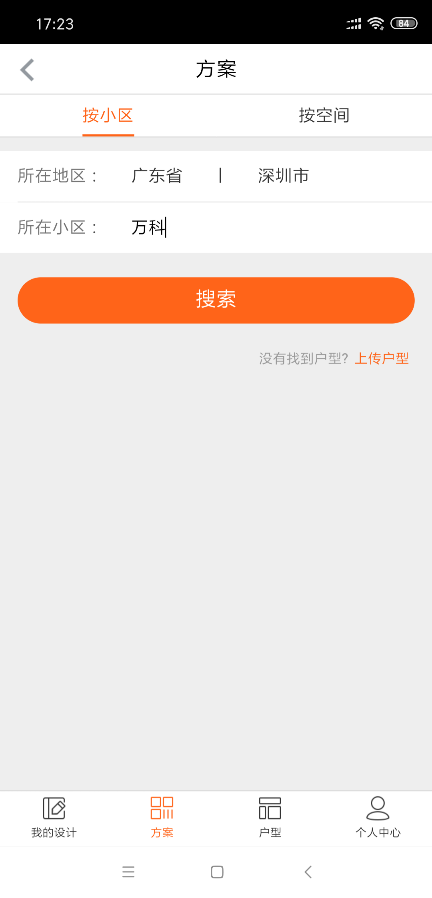 17:23
84
方案
按小区 按空间
所在地区： 广东省 | 深圳市
所在小区： 万科
搜索
没有找到户型? 上传户型
我的设计 方案 户型 个人中心